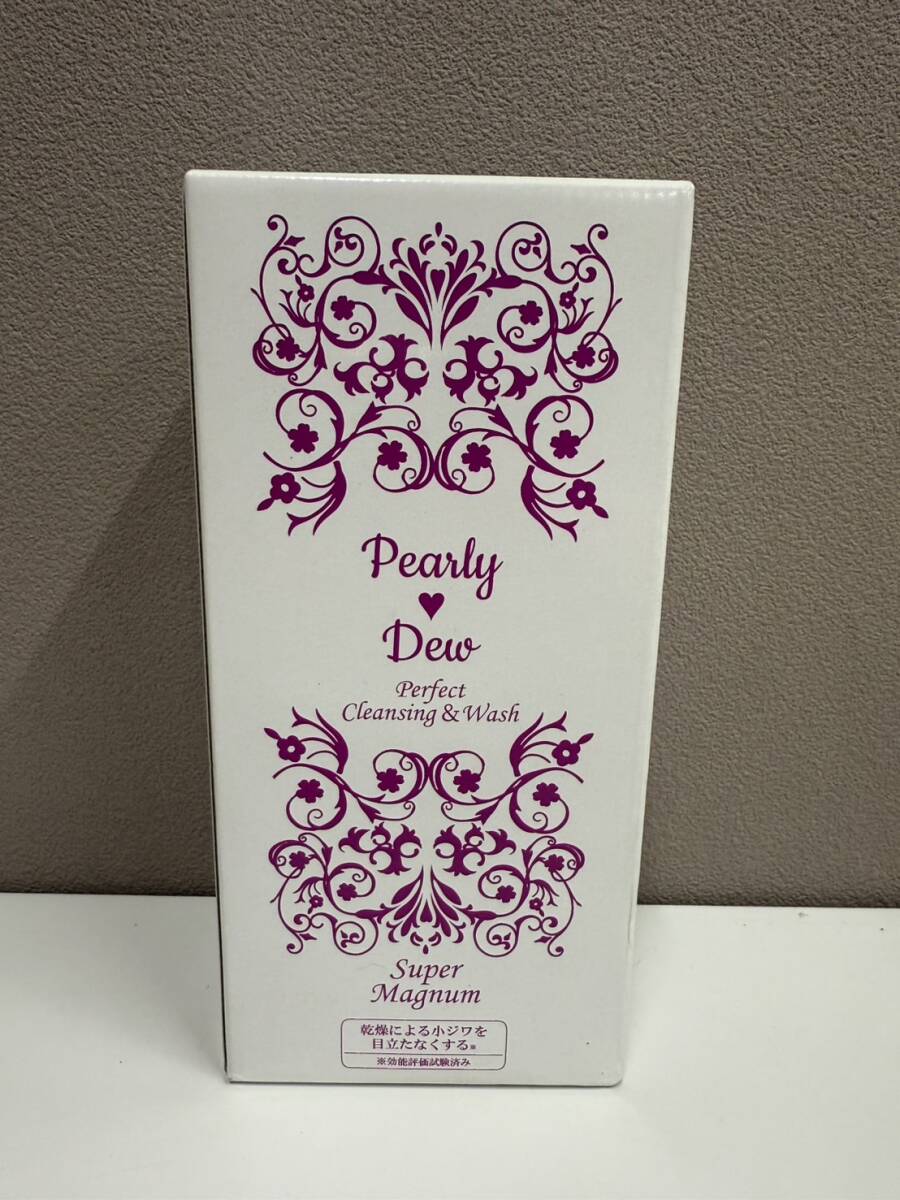 Pearly
♥
Dew
Perfect
Cleansing & Wash
Super
Magnum
乾燥による小ジワを
目立たなくする※
※効能評価試験済み